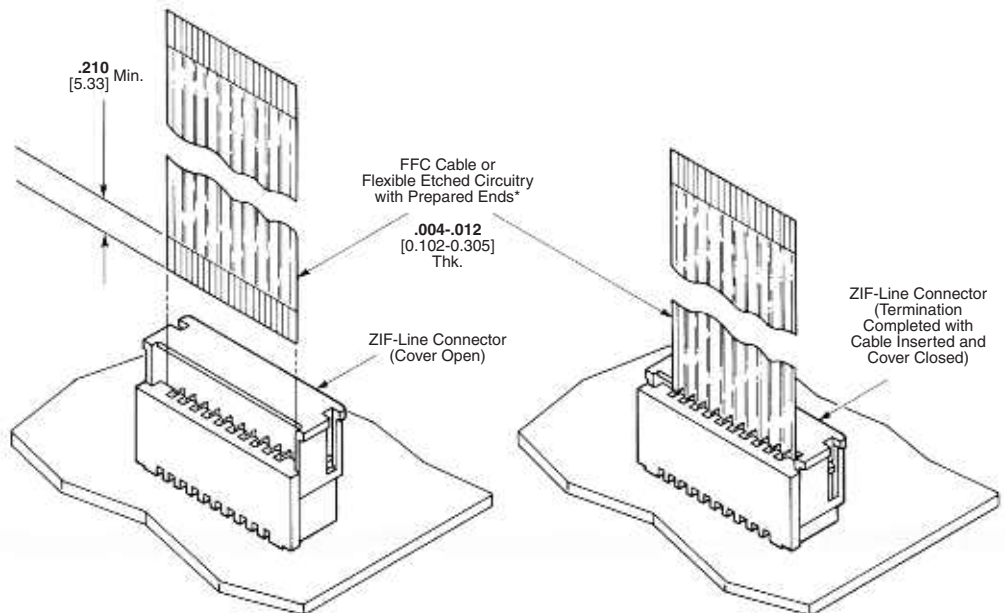 .210
[5.33] Min.
FFC Cable or
Flexible Etched Circuitry
with Prepared Ends*
.004-.012
[0.102-0.305]
Thk.
ZIF-Line Connector
(Cover Open)
ZIF-Line Connector
(Termination
Completed with
Cable Inserted and
Cover Closed)